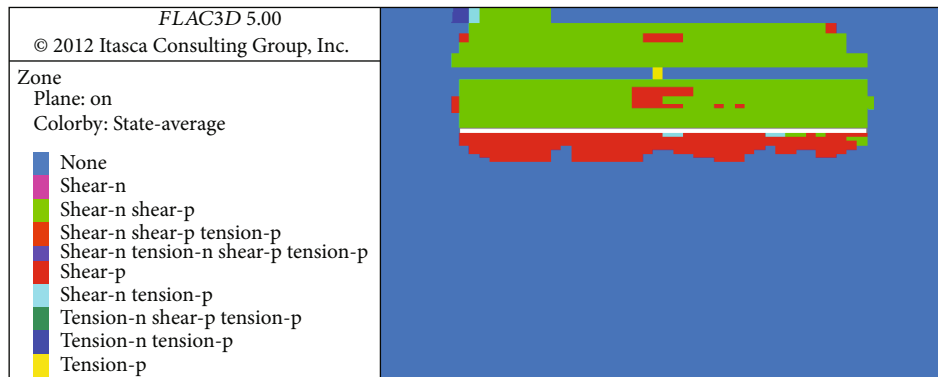 FLAC3D 5.00
© 2012 Itasca Consulting Group, Inc.
Zone
Plane: on
Colorby: State-average
None
Shear-n
Shear-n shear-p
Shear-n shear-p tension-p
Shear-n tension-n shear-p tension-p
Shear-p
Shear-n tension-p
Tension-n shear-p tension-p
Tension-n tension-p
Tension-p